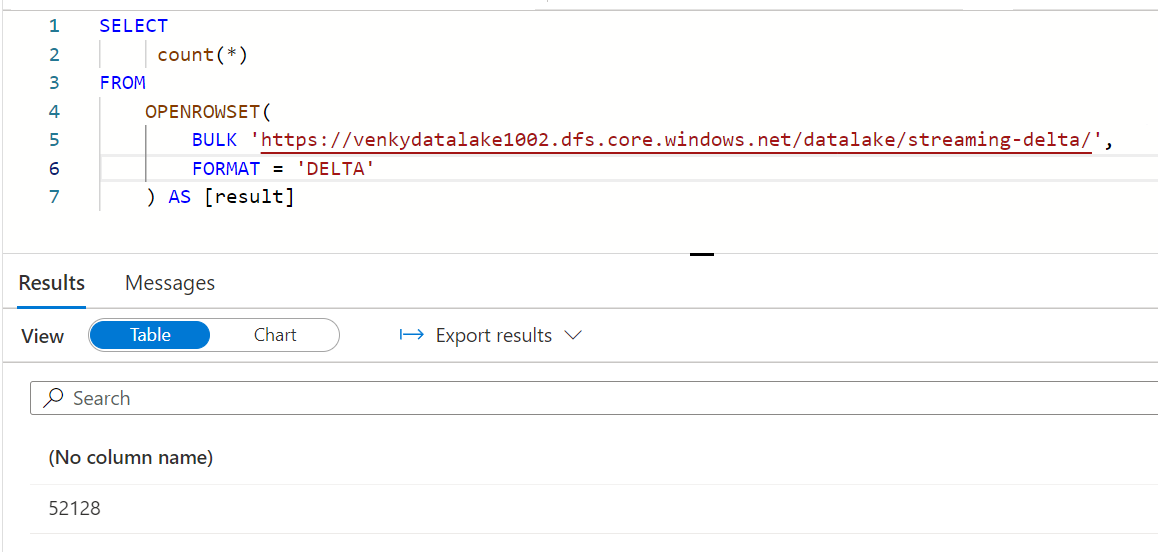 1 SELECT
2 count(*)
3 FROM
4 OPENROWSET(
5 BULK 'https://venkydatalake1002.dfs.core.windows.net/datalake/streaming-delta/',
6 FORMAT = 'DELTA'
7 ) AS [result]
Results Messages
View Table Chart Export results
Search
(No column name)
52128